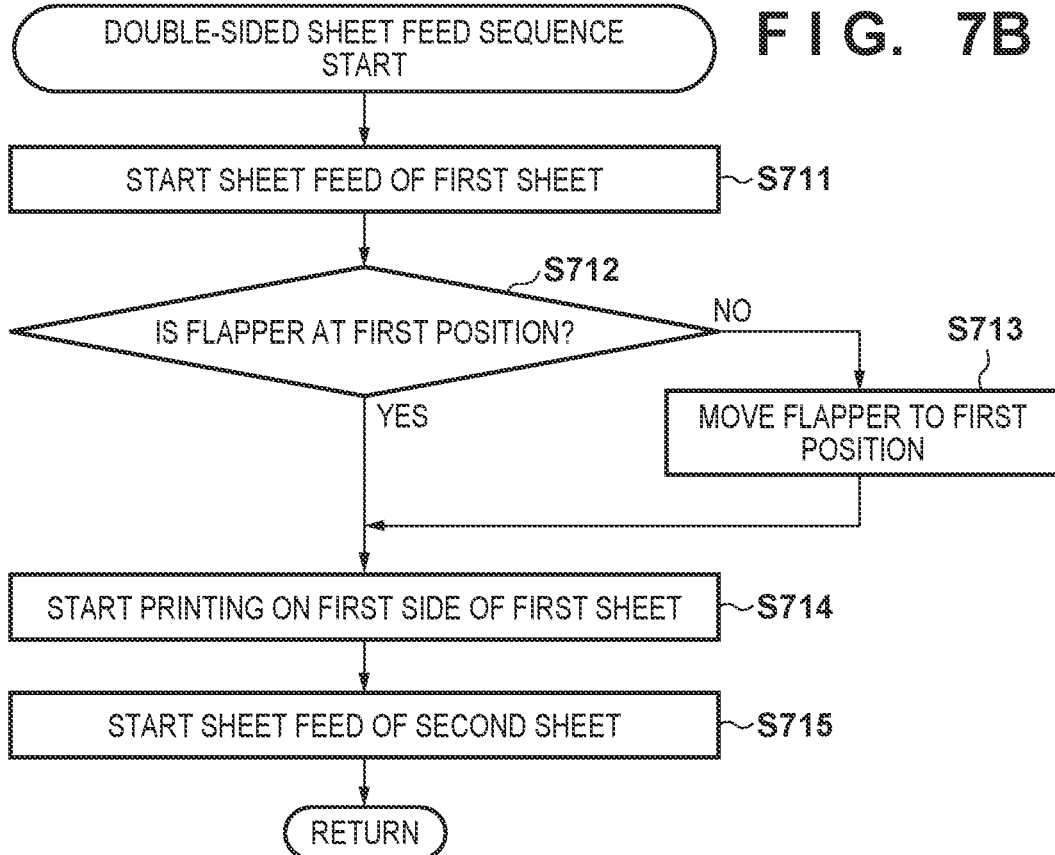 DOUBLE-SIDED SHEET FEED SEQUENCE
START
F I G. 7B
START SHEET FEED OF FIRST SHEET
S711
S712
IS FLAPPER AT FIRST POSITION?
NO
S713
YES
MOVE FLAPPER TO FIRST
POSITION
START PRINTING ON FIRST SIDE OF FIRST SHEET
S714
START SHEET FEED OF SECOND SHEET
S715
RETURN